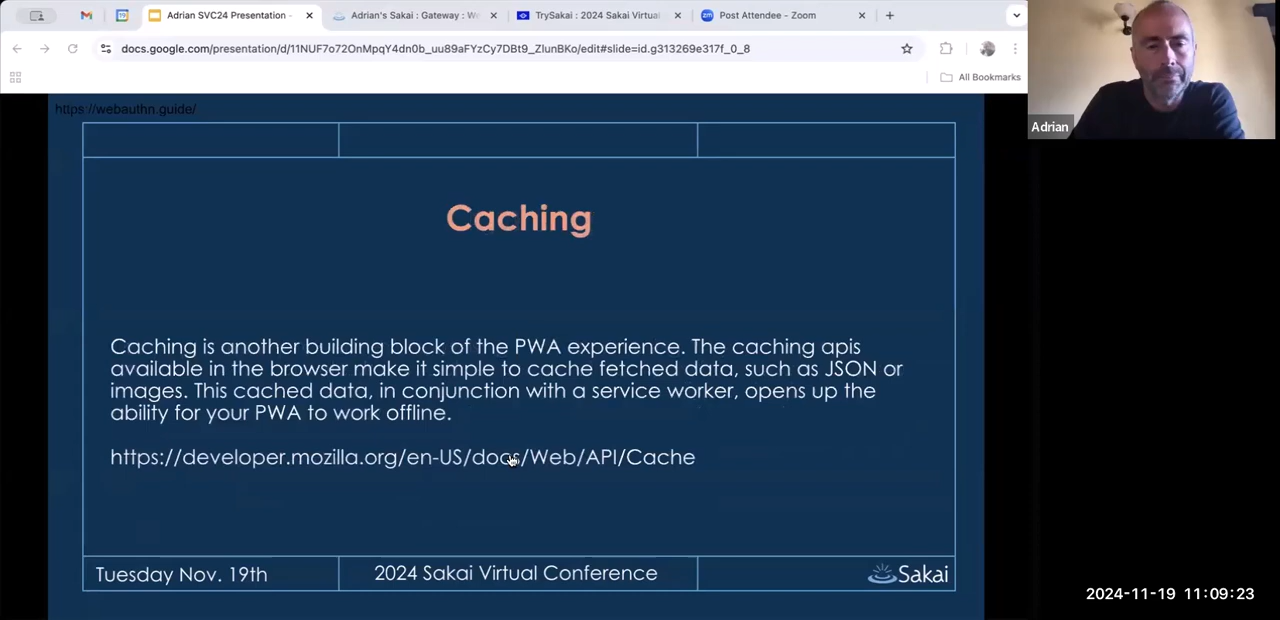 Adrian SVC24 Presentation -
Adrian's Sakai : Gateway : We
TrySakai : 2024 Sakai Virtual
Post Attendee - Zoom
docs.google.com/presentation/d/11NUF7o72OnMpqY4dn0b_uu89aFYzCy7DBt9_ZlunBKo/edit#slide=id.g313269e317f_0_8
All Bookmarks
https://webauthn.guide/
Adrian
Caching
Caching is another building block of the PWA experience. The caching apis
available in the browser make it simple to cache fetched data, such as JSON or
images. This cached data, in conjunction with a service worker, opens up the
ability for your PWA to work offline.
https://developer.mozilla.org/en-US/docs/Web/API/Cache
Tuesday Nov. 19th
2024 Sakai Virtual Conference
Sakai
2024-11-19 11:09:23